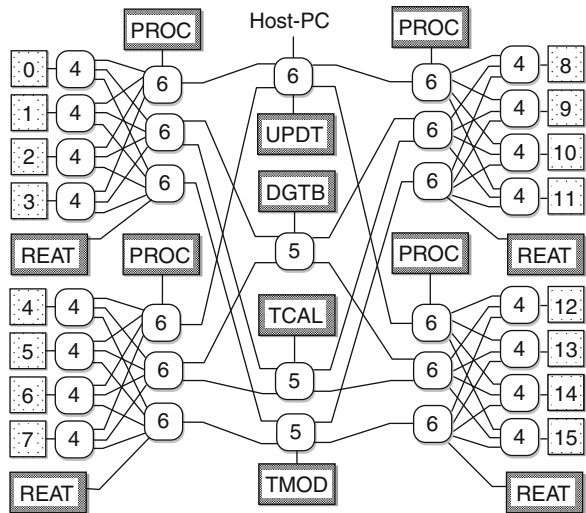 PROC Host-PC PROC
0 4 6 6 6 4 8
1 4 6 UPDT 6 4 9
2 4 6 DGTB 6 4 10
3 4 4 11
REAT PROC 5 PROC REAT
4 4 6 TCAL 6 4 12
5 4 6 5 6 4 13
6 4 6 5 6 4 14
7 4 4 15
REAT TMOD REAT